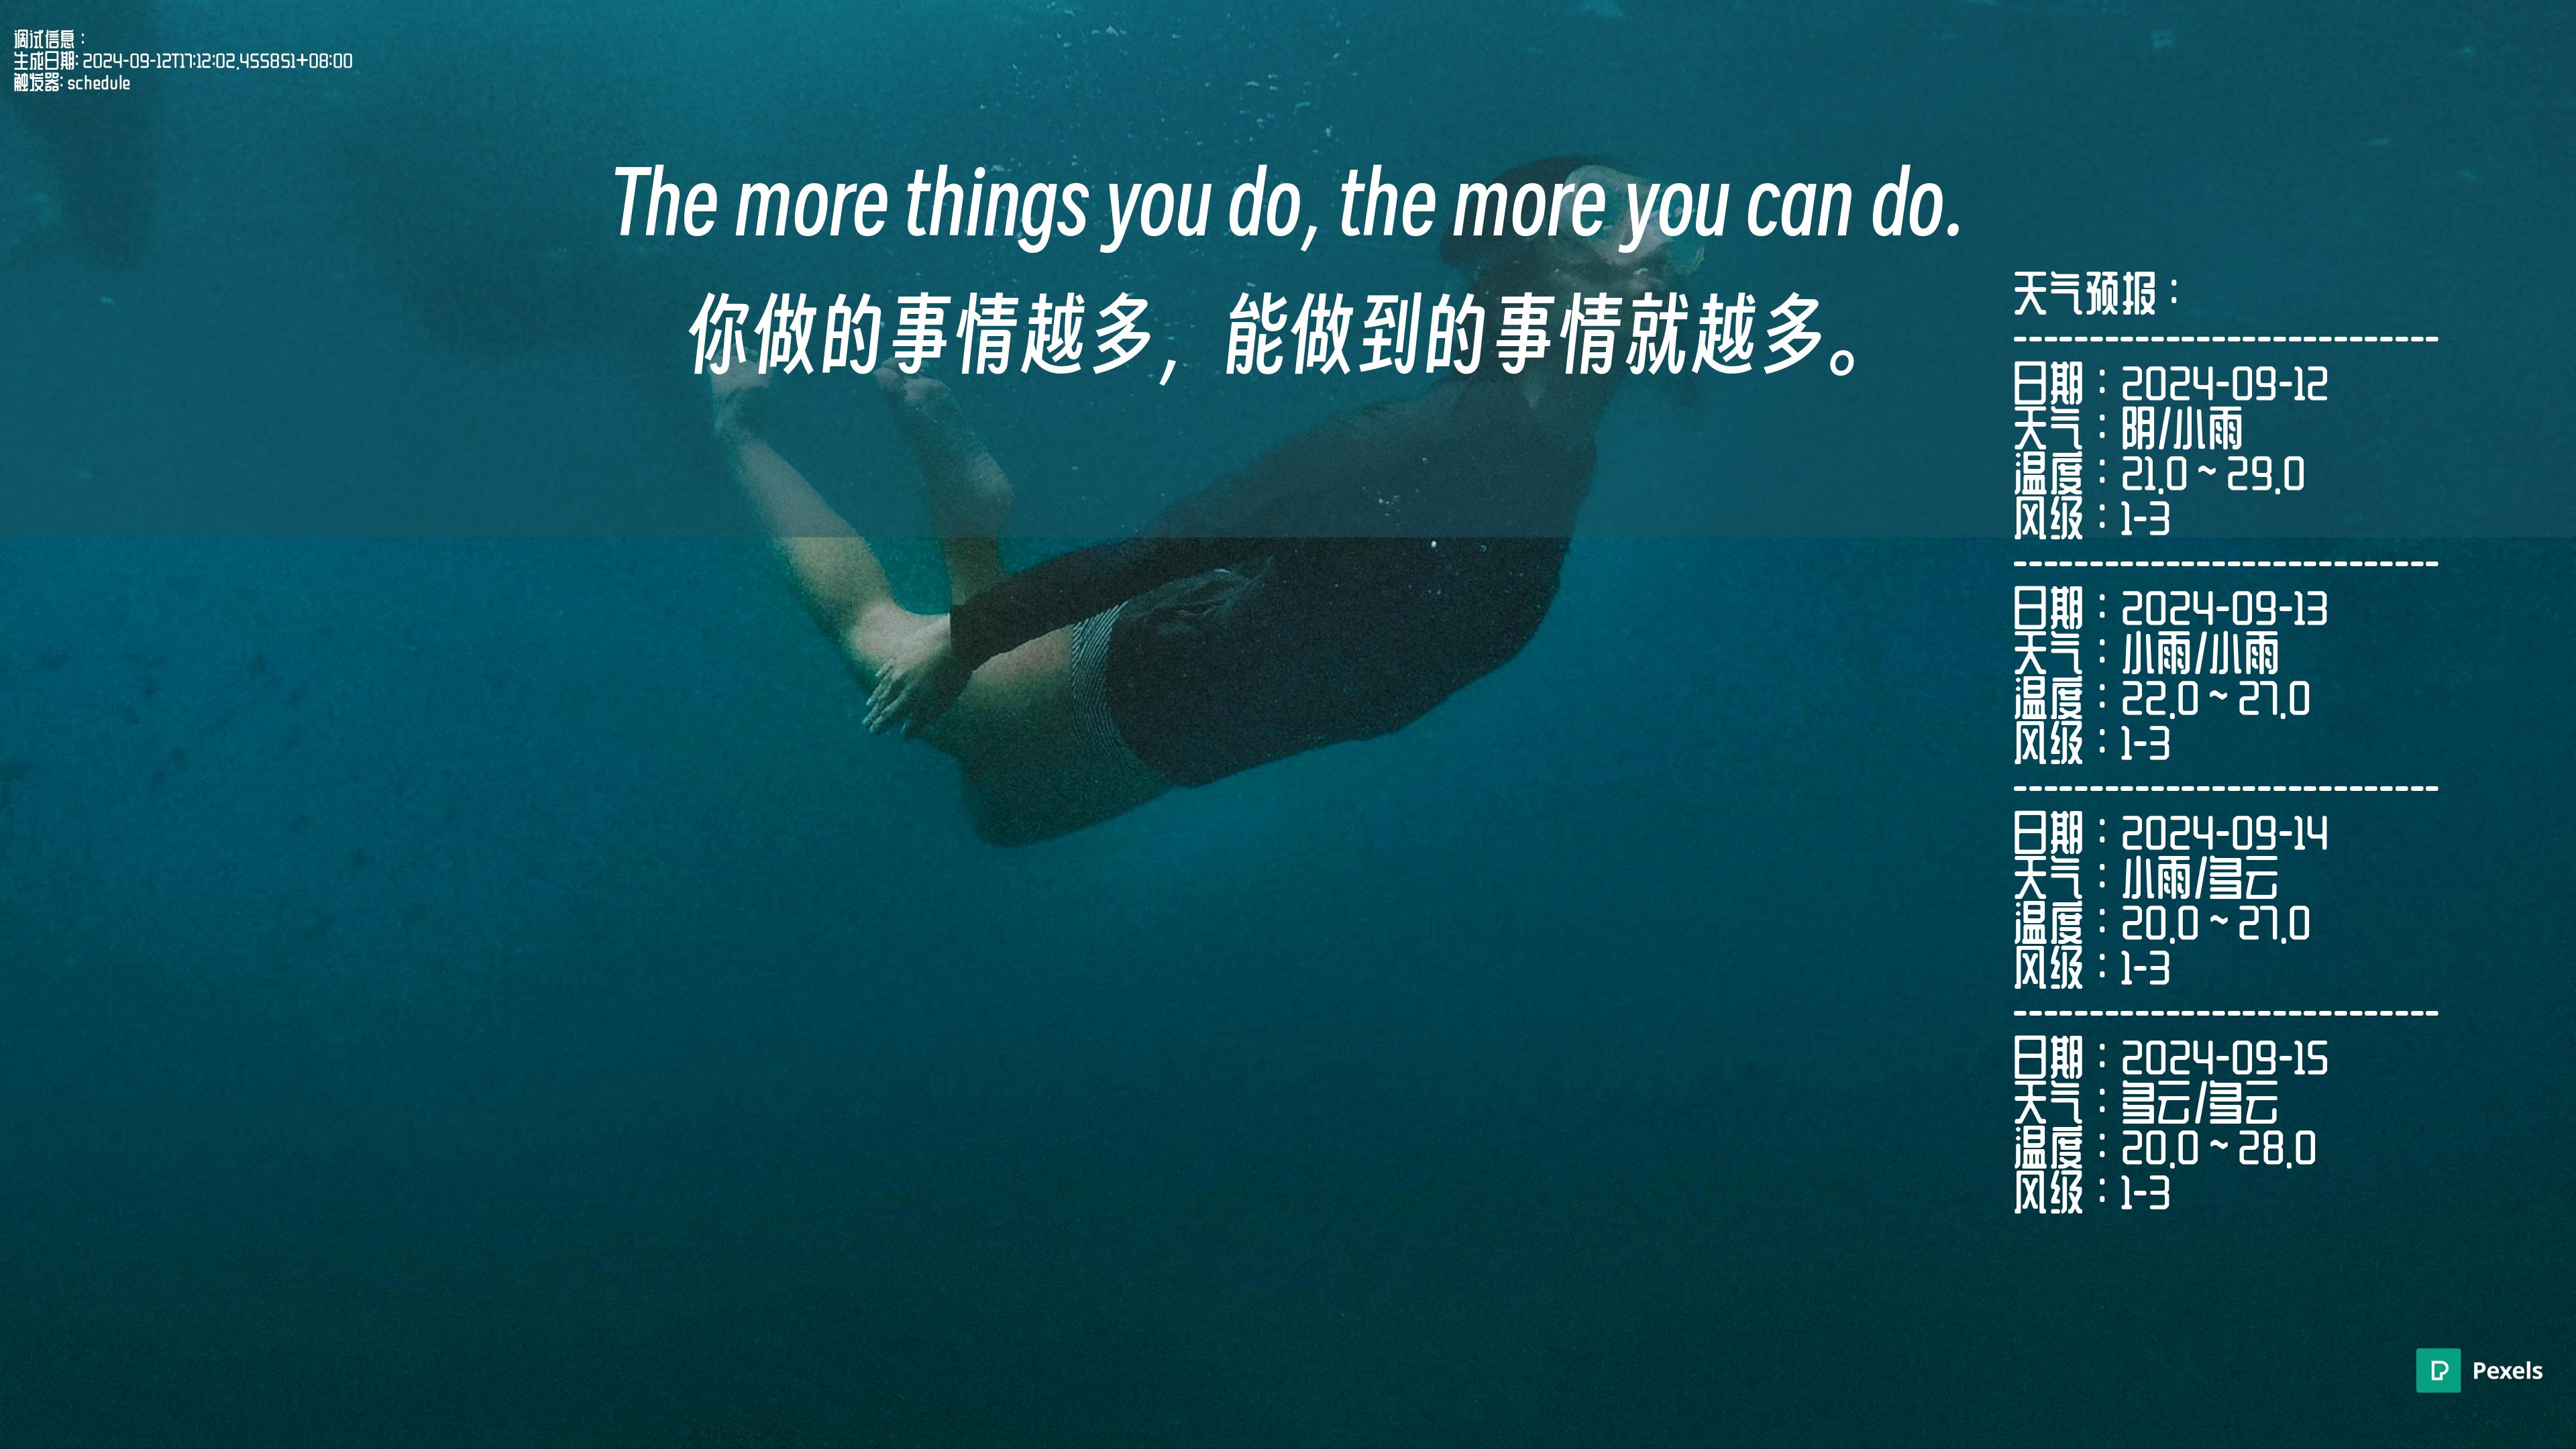 调试信息：
生成日期: 2024-09-12T17:12:02.455851+08:00
触发器: schedule
The more things you do, the more you can do.
你做的事情越多，能做到的事情就越多。
天气预报：
----------------------------
日期：2024-09-12
天气：阴/小雨
温度：21.0 ~ 29.0
风级：1-3
----------------------------
日期：2024-09-13
天气：小雨/小雨
温度：22.0 ~ 27.0
风级：1-3
----------------------------
日期：2024-09-14
天气：小雨/多云
温度：20.0 ~ 27.0
风级：1-3
----------------------------
日期：2024-09-15
天气：多云/多云
温度：20.0 ~ 28.0
风级：1-3
Pexels